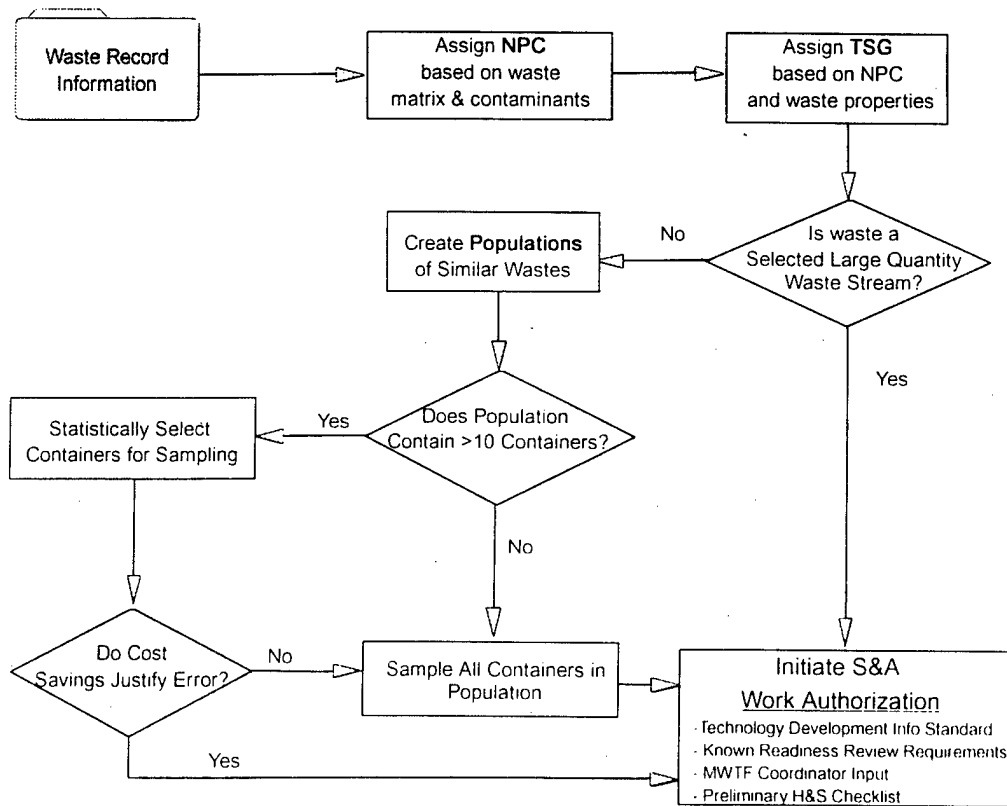 Waste Record
Information
Assign NPC
based on waste
matrix & contaminants
Assign TSG
based on NPC
and waste properties
Is waste a
Selected Large Quantity
Waste Stream?
No
Create Populations
of Similar Wastes
Yes
Does Population
Contain >10 Containers?
Yes
Statistically Select
Containers for Sampling
No
Do Cost
Savings Justify Error?
No
Sample All Containers in
Population
Yes
Initiate S&A
Work Authorization
- Technology Development Info Standard
- Known Readiness Review Requirements
- MWTF Coordinator Input
- Preliminary H&S Checklist